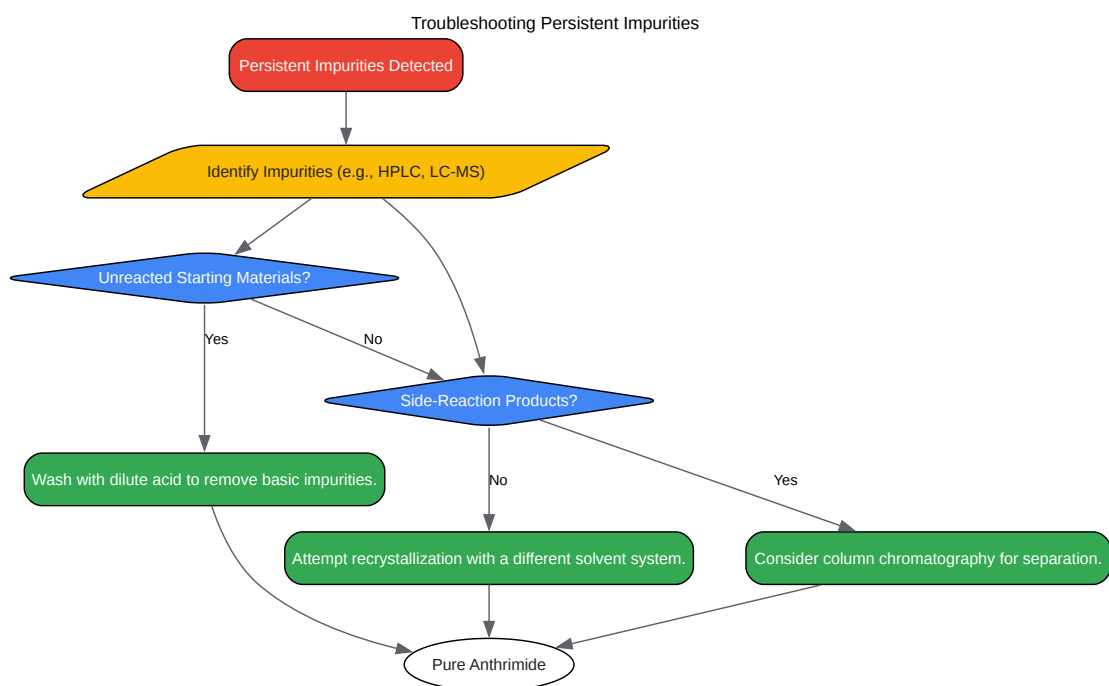 Troubleshooting Persistent Impurities
Persistent Impurities Detected
Identify Impurities (e.g., HPLC, LC-MS)
Unreacted Starting Materials?
Yes
No
Side-Reaction Products?
Wash with dilute acid to remove basic impurities.
No
Yes
Attempt recrystallization with a different solvent system.
Consider column chromatography for separation.
Pure Anthrimide